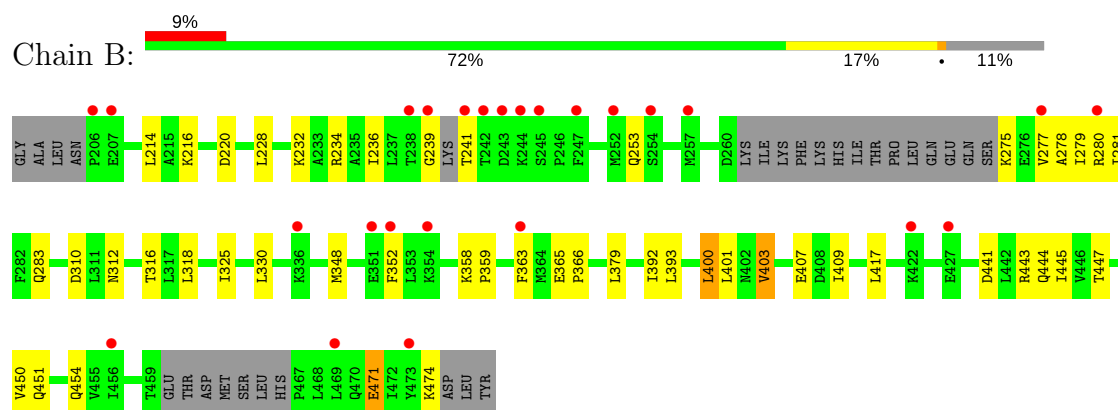 9%
Chain B:
72% 17% • 11%
GLY ALA LEU ASN P206 E207 L214 A215 K216 D220 L228 K232 A233 R234 A235 I236 L237 T238 G239 LYS T241 T242 D243 K244 S245 P246 F247 M252 Q253 S254 M257 D260 LYS ILE LYS PHE LYS HIS ILE THR PRO LEU GLN GLU GLN SER K275 E276 V277 A278 I279 R280 I281
F282 Q283 D310 L311 N312 T316 L317 L318 I325 L330 K336 M348 E351 F352 L353 K354 K358 P359 F363 M364 E365 P366 L379 I392 L393 L400 L401 N402 V403 E407 D408 I409 L417 K422 E427 D441 L442 R443 Q444 I445 V446 T447
V450 Q451 Q454 V455 I456 T459 GLU THR ASP MET SER LEU HIS P467 L468 L469 Q470 E471 I472 Y473 K474 ASP LEU TYR